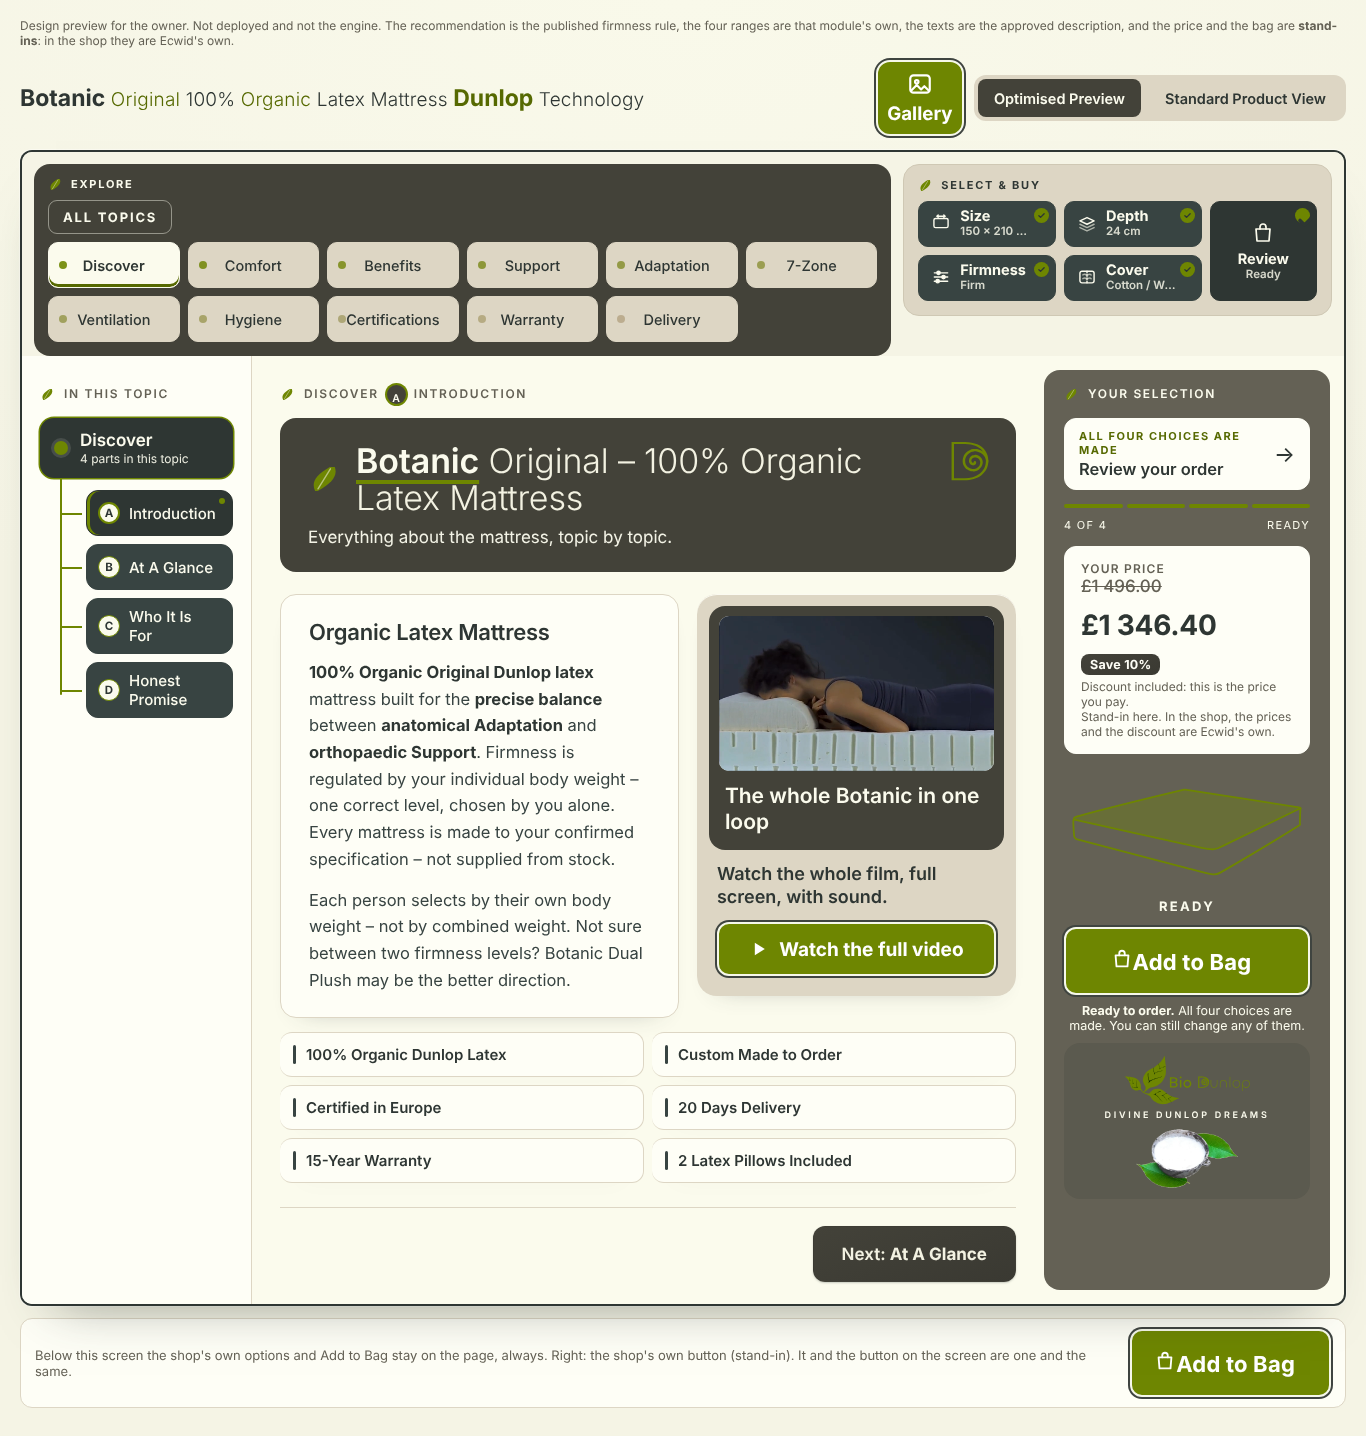 Design preview for the owner. Not deployed and not the engine. The recommendation is the published firmness rule, the four ranges are that module's own, the texts are the approved description, and the price and the bag are stand-
ins: in the shop they are Ecwid's own.
Botanic Original 100% Organic Latex Mattress Dunlop Technology
Gallery
Optimised Preview
Standard Product View
EXPLORE
ALL TOPICS
Discover
Comfort
Benefits
Support
Adaptation
7-Zone
Ventilation
Hygiene
Certifications
Warranty
Delivery
SELECT & BUY
Size
150 × 210 ...
Depth
24 cm
Firmness
Firm
Cover
Cotton / W...
Review
Ready
IN THIS TOPIC
Discover
4 parts in this topic
A Introduction
B At A Glance
C Who It Is
For
D Honest
Promise
DISCOVER A INTRODUCTION
Botanic Original – 100% Organic
Latex Mattress
Everything about the mattress, topic by topic.
Organic Latex Mattress
100% Organic Original Dunlop latex
mattress built for the precise balance
between anatomical Adaptation and
orthopaedic Support. Firmness is
regulated by your individual body weight –
one correct level, chosen by you alone.
Every mattress is made to your confirmed
specification – not supplied from stock.
Each person selects by their own body
weight – not by combined weight. Not sure
between two firmness levels? Botanic Dual
Plush may be the better direction.
The whole Botanic in one
loop
Watch the whole film, full
screen, with sound.
Watch the full video
100% Organic Dunlop Latex
Custom Made to Order
Certified in Europe
20 Days Delivery
15-Year Warranty
2 Latex Pillows Included
Next: At A Glance
YOUR SELECTION
ALL FOUR CHOICES ARE
MADE
Review your order
4 OF 4
READY
YOUR PRICE
£1 496.00
£1 346.40
Save 10%
Discount included: this is the price
you pay.
Stand-in here. In the shop, the prices
and the discount are Ecwid's own.
READY
Add to Bag
Ready to order. All four choices are
made. You can still change any of them.
Bio Dunlop
DIVINE DUNLOP DREAMS
Below this screen the shop's own options and Add to Bag stay on the page, always. Right: the shop's own button (stand-in). It and the button on the screen are one and the
same.
Add to Bag